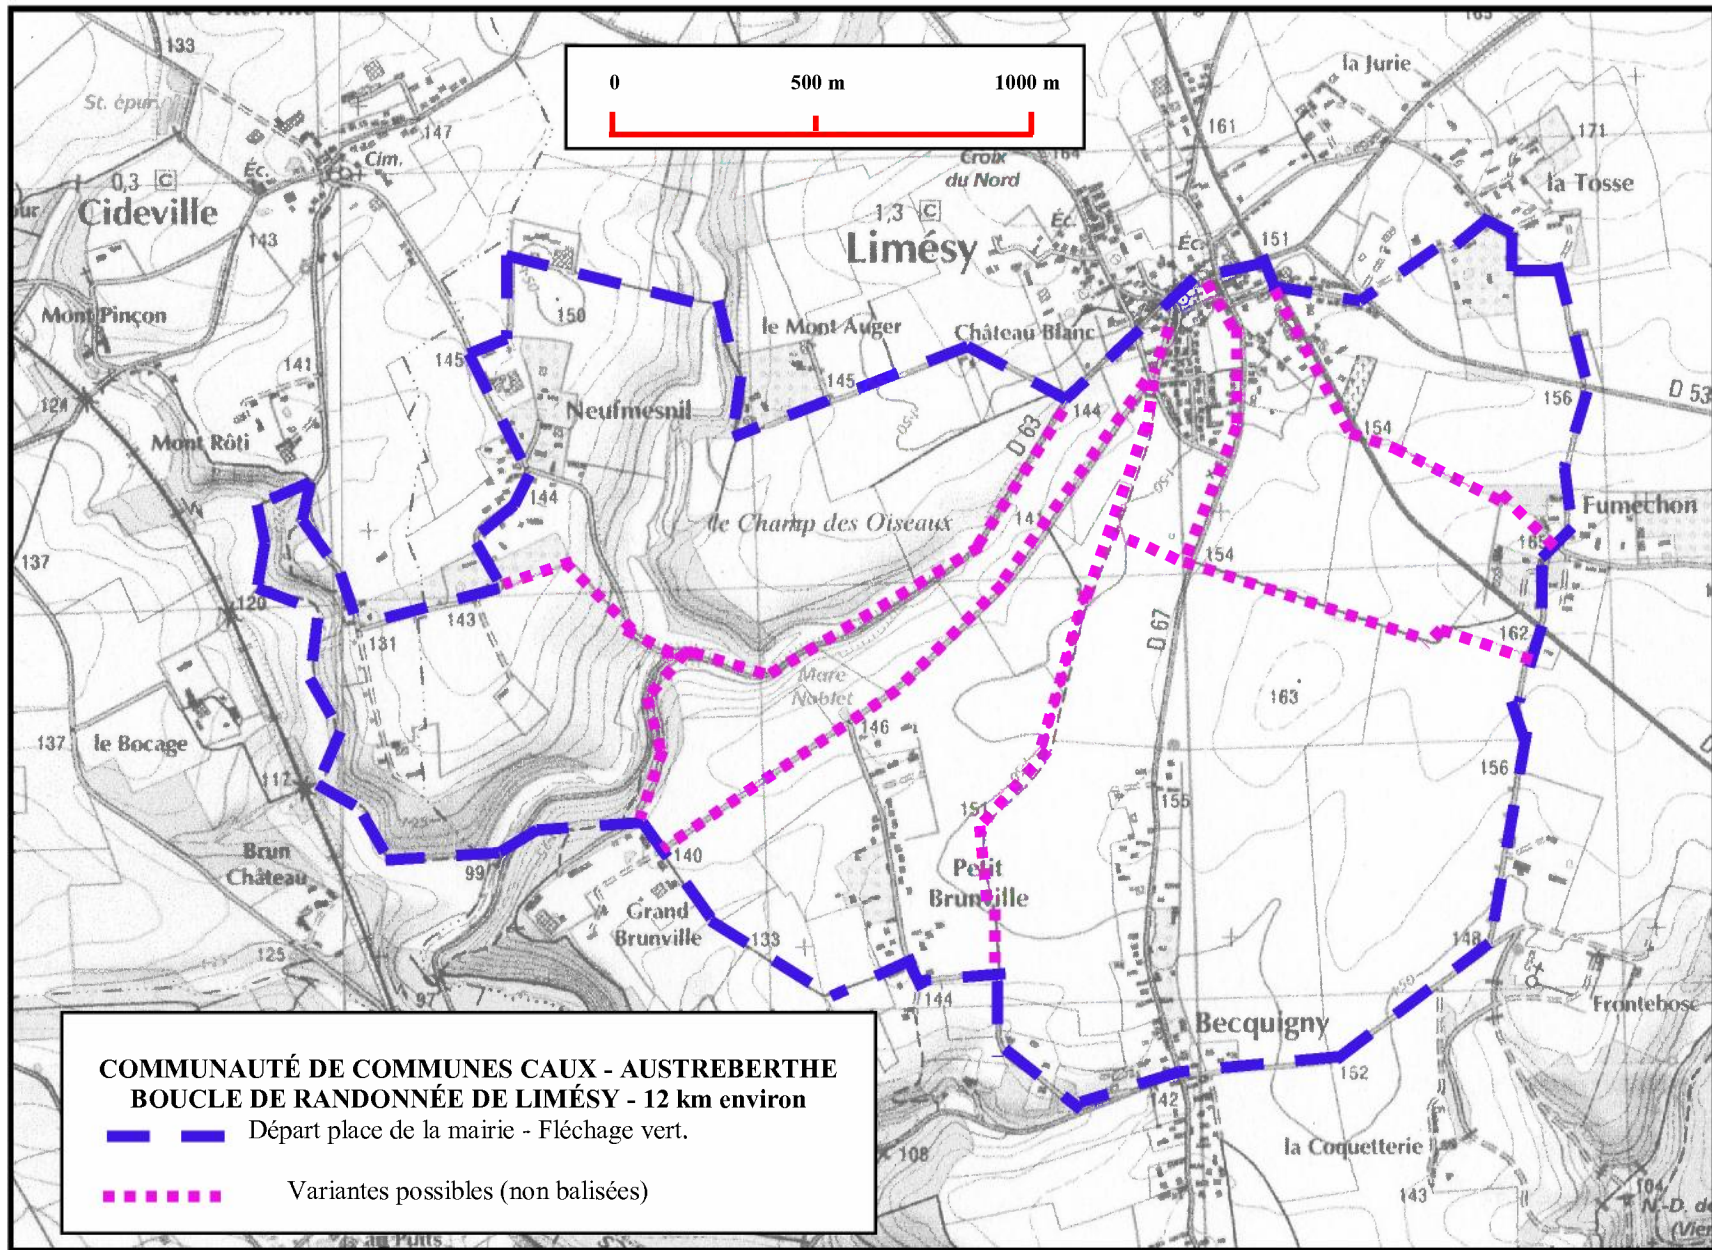 133
St. épur.
147
Cim.
Éc.
0,3 C
Cideville
143
Mont Pinçon
124
141
145
150
Mont Rôti
Neufmesnil
144
137
120
143
131
137
le Bocage
117
Brun
Château
99
125
97
0 500 m 1000 m
la Jurie
161
171
Croix
du Nord
la Tosse
1,3 C
Éc.
Limésy
Éc.
151
le Mont Auger
Château Blanc
145
144
D 63
156
D 53
154
le Champ des Oiseaux
Fumechon
165
154
162
D 67
Mare
Noblet
163
146
156
151
155
140
Petit
Brunville
Grand
Brunville
133
148
144
Becquigny
Frontebosc
152
142
la Coquetterie
108
143
104
N.-D. de
(Vier
COMMUNAUTÉ DE COMMUNES CAUX - AUSTREBERTHE
BOUCLE DE RANDONNÉE DE LIMÉSY - 12 km environ
Départ place de la mairie - Fléchage vert.
Variantes possibles (non balisées)